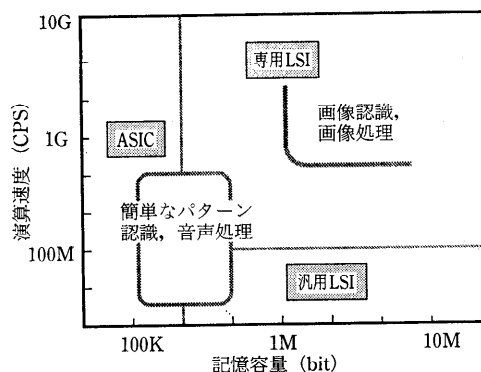 10G
専用LSI
画像認識,
画像処理
1G
ASIC
演算速度 (CPS)
簡単なパターン
認識, 音声処理
100M
汎用LSI
100K
1M
10M
記憶容量 (bit)